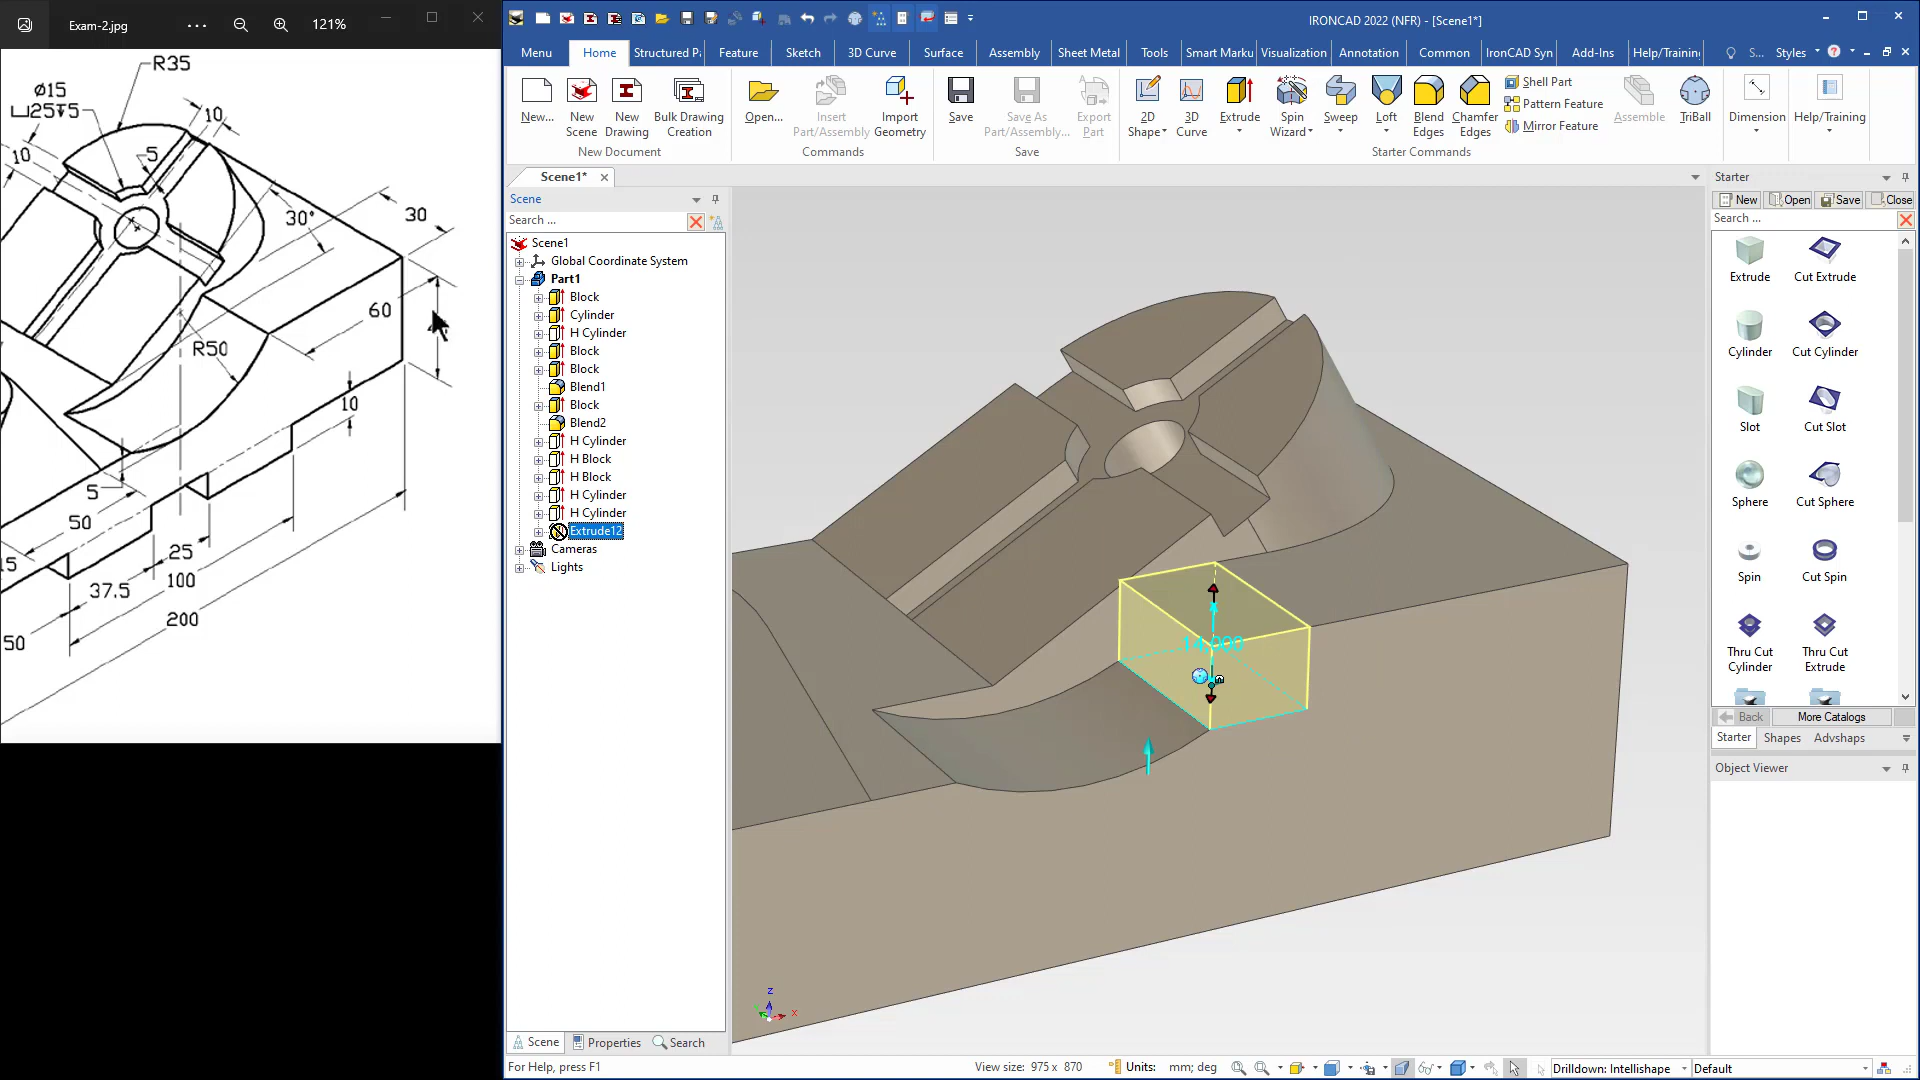 Exam-2.jpg
121%
IRONCAD 2022 (NFR) - [Scene1*]
Menu
Home
Structured P
Feature
Sketch
3D Curve
Surface
Assembly
Sheet Metal
Tools
Smart Marku
Visualization
Annotation
Common
IronCAD Syn
Add-Ins
Help/Trainin
S...
Styles
New...
New Scene
New Drawing
Bulk Drawing Creation
New Document
Open...
Insert Part/Assembly
Import Geometry
Commands
Save
Save As Part/Assembly...
Export Part
Save
2D Shape
3D Curve
Extrude
Spin Wizard
Sweep
Loft
Blend Edges
Chamfer Edges
Shell Part
Pattern Feature
Mirror Feature
Assemble
TriBall
Starter Commands
Dimension
Help/Training
Scene1*
Scene
Search ...
Scene1
Global Coordinate System
Part1
Block
Cylinder
H Cylinder
Block
Block
Blend1
Block
Blend2
H Cylinder
H Block
H Block
H Cylinder
H Cylinder
Extrude12
Cameras
Lights
R35
Ø15
⌴25↧5
10
10
5
30°
30
60
R50
10
5
50
15
25
37.5
100
200
50
14,000
Z
X
Starter
New
Open
Save
Close
Search ...
Extrude
Cut Extrude
Cylinder
Cut Cylinder
Slot
Cut Slot
Sphere
Cut Sphere
Spin
Cut Spin
Thru Cut Cylinder
Thru Cut Extrude
Back
More Catalogs
Starter
Shapes
Advshaps
Object Viewer
Scene
Properties
Search
For Help, press F1
View size: 975 x 870
Units:
mm; deg
Drilldown: Intellishape
Default